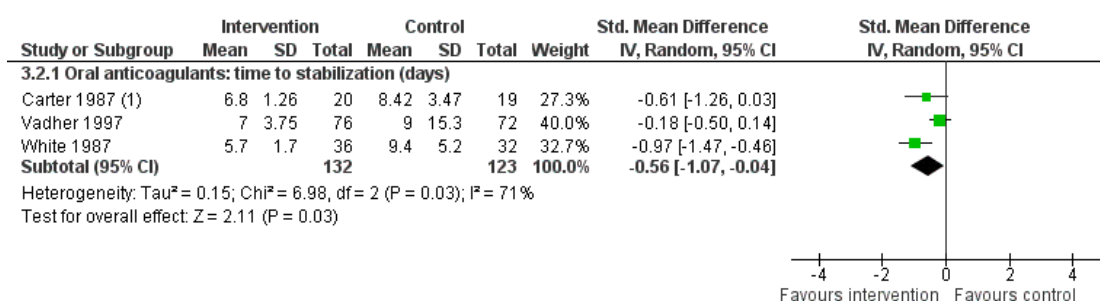 Intervention Control Std. Mean Difference Std. Mean Difference
Study or Subgroup Mean SD Total Mean SD Total Weight IV, Random, 95% CI IV, Random, 95% CI
3.2.1 Oral anticoagulants: time to stabilization (days)
Carter 1987 (1) 6.8 1.26 20 8.42 3.47 19 27.3% -0.61 [-1.26, 0.03]
Vadher 1997 7 3.75 76 9 15.3 72 40.0% -0.18 [-0.50, 0.14]
White 1987 5.7 1.7 36 9.4 5.2 32 32.7% -0.97 [-1.47, -0.46]
Subtotal (95% CI) 132 123 100.0% -0.56 [-1.07, -0.04]
Heterogeneity: Tau² = 0.15; Chi² = 6.98, df = 2 (P = 0.03); I² = 71%
Test for overall effect: Z = 2.11 (P = 0.03)
-4 -2 0 2 4
Favours intervention Favours control